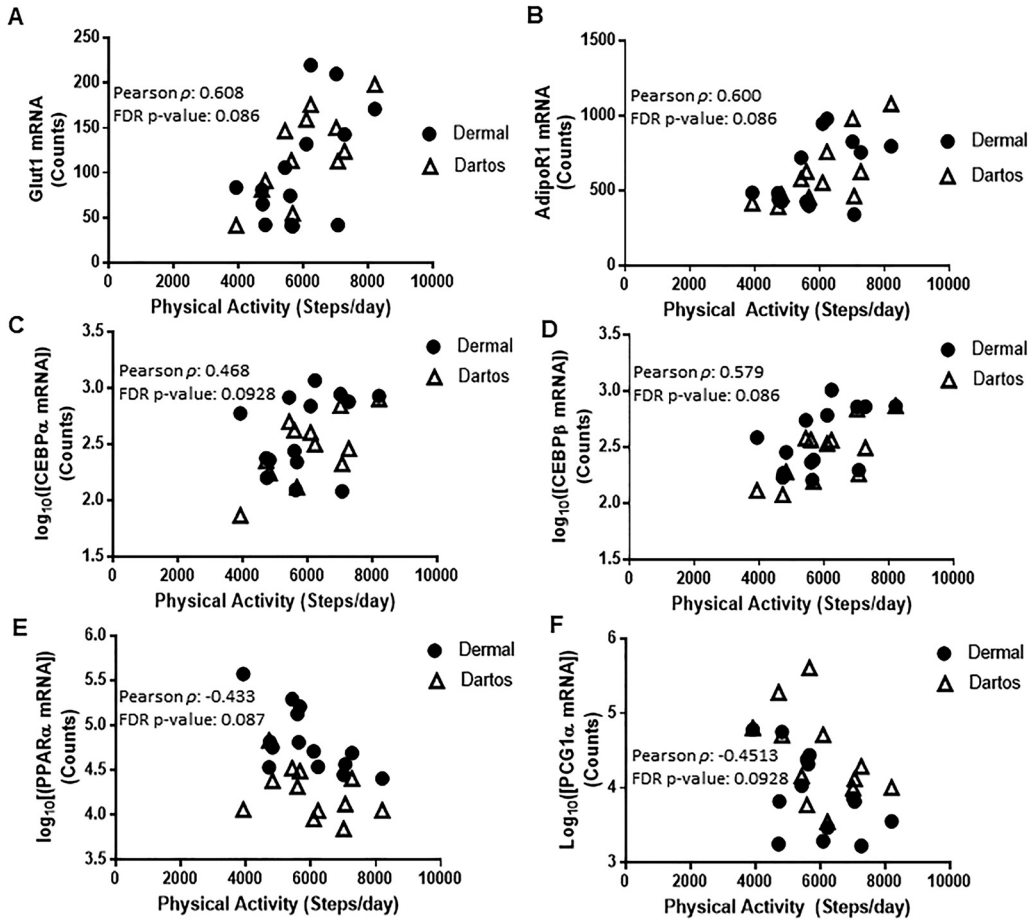 A
Glut1 mRNA
(Counts)
250
200
150
100
50
0
Pearson ρ: 0.608
FDR p-value: 0.086
Dermal
Dartos
0 2000 4000 6000 8000 10000
Physical Activity (Steps/day)
B
AdipoR1 mRNA
(Counts)
1500
1000
500
0
Pearson ρ: 0.600
FDR p-value: 0.086
Dermal
Dartos
0 2000 4000 6000 8000 10000
Physical Activity (Steps/day)
C
log₁₀([CEBPα mRNA])
(Counts)
3.5
3.0
2.5
2.0
1.5
Pearson ρ: 0.468
FDR p-value: 0.0928
Dermal
Dartos
0 2000 4000 6000 8000 10000
Physical Activity (Steps/day)
D
log₁₀([CEBPβ mRNA])
(Counts)
3.5
3.0
2.5
2.0
1.5
Pearson ρ: 0.579
FDR p-value: 0.086
Dermal
Dartos
0 2000 4000 6000 8000 10000
Physical Activity (Steps/day)
E
log₁₀[(PPARα mRNA])
(Counts)
6.0
5.5
5.0
4.5
4.0
3.5
Pearson ρ: -0.433
FDR p-value: 0.087
Dermal
Dartos
0 2000 4000 6000 8000 10000
Physical Activity (Steps/day)
F
Log₁₀([PCG1α mRNA])
(Counts)
6
5
4
3
Pearson ρ: -0.4513
FDR p-value: 0.0928
Dermal
Dartos
0 2000 4000 6000 8000 10000
Physical Activity (Steps/day)